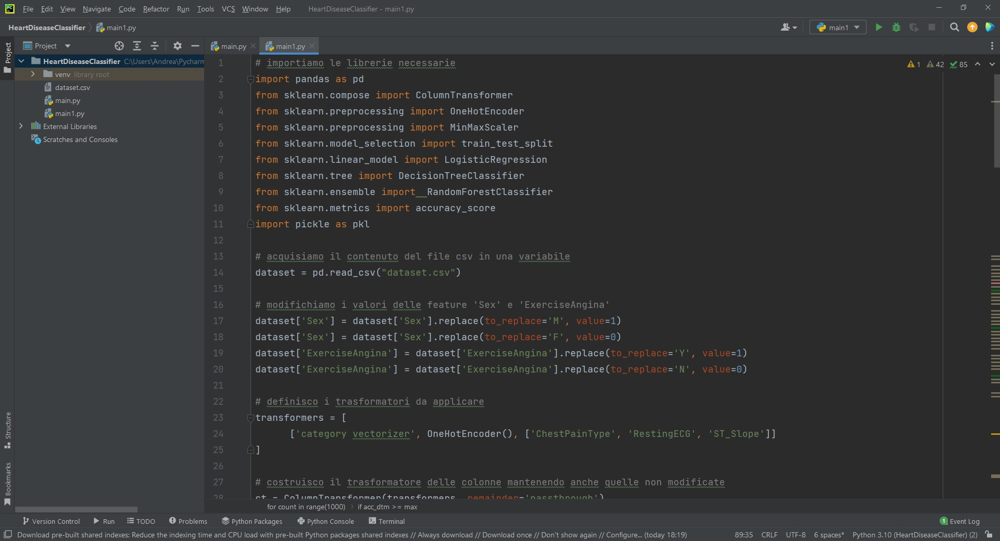 PC File Edit View Navigate Code Refactor Run Tools VCS Window Help HeartDiseaseClassifier - main1.py
HeartDiseaseClassifier main1.py main1
Project
Project
main.py main1.py
HeartDiseaseClassifier C:\Users\Andrea\Pycharm
venv library root
dataset.csv
main.py
main1.py
External Libraries
Scratches and Consoles
Structure
Bookmarks
1 42 85
1 # importiamo le librerie necessarie
2 import pandas as pd
3 from sklearn.compose import ColumnTransformer
4 from sklearn.preprocessing import OneHotEncoder
5 from sklearn.preprocessing import MinMaxScaler
6 from sklearn.model_selection import train_test_split
7 from sklearn.linear_model import LogisticRegression
8 from sklearn.tree import DecisionTreeClassifier
9 from sklearn.ensemble import  RandomForestClassifier
10 from sklearn.metrics import accuracy_score
11 import pickle as pkl
12
13 # acquisiamo il contenuto del file csv in una variabile
14 dataset = pd.read_csv("dataset.csv")
15
16 # modifichiamo i valori delle feature 'Sex' e 'ExerciseAngina'
17 dataset['Sex'] = dataset['Sex'].replace(to_replace='M', value=1)
18 dataset['Sex'] = dataset['Sex'].replace(to_replace='F', value=0)
19 dataset['ExerciseAngina'] = dataset['ExerciseAngina'].replace(to_replace='Y', value=1)
20 dataset['ExerciseAngina'] = dataset['ExerciseAngina'].replace(to_replace='N', value=0)
21
22 # definisco i trasformatori da applicare
23 transformers = [
24 ['category vectorizer', OneHotEncoder(), ['ChestPainType', 'RestingECG', 'ST_Slope']]
25 ]
26
27 # costruisco il trasformatore delle colonne mantenendo anche quelle non modificate
28 ct = ColumnTransformer(transformers, remainder='passthrough')
for count in range(1000) if acc_dtm >= max
Version Control Run TODO Problems Python Packages Python Console Terminal 1 Event Log
Download pre-built shared indexes: Reduce the indexing time and CPU load with pre-built Python packages shared indexes // Always download // Download once // Don't show again // Configure... (today 18:19) 89:35 CRLF UTF-8 6 spaces* Python 3.10 (HeartDiseaseClassifier) (2)